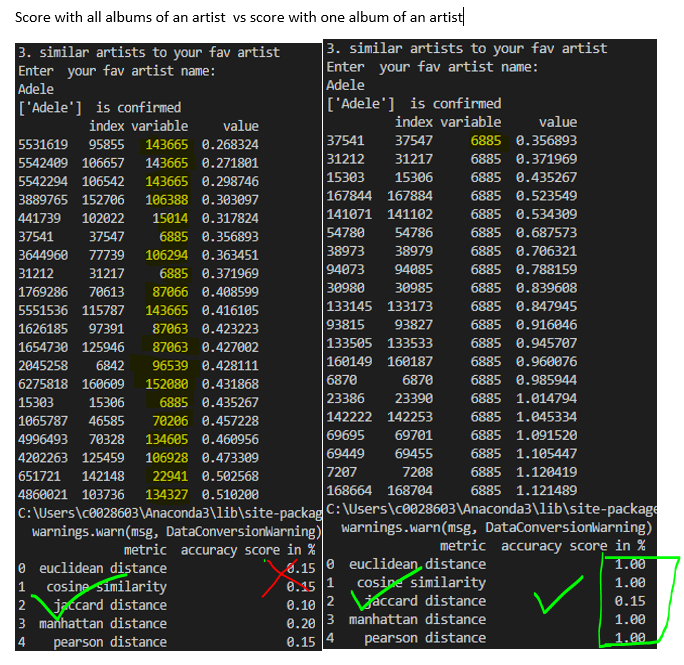 Score with all albums of an artist  vs score with one album of an artist
3. similar artists to your fav artist
Enter  your fav artist name:
Adele
['Adele']  is confirmed
index variable     value
5531619   95855   143665  0.268324
5542409  106657   143665  0.271801
5542294  106542   143665  0.298746
3889765  152706   106388  0.303097
441739   102022    15014  0.317824
37541     37547     6885  0.356893
3644960   77739   106294  0.363451
31212     31217     6885  0.371969
1769286   70613    87066  0.408599
5551536  115787   143665  0.416105
1626185   97391    87063  0.423223
1654730  125946    87063  0.427002
2045258    6842    96539  0.428111
6275818  160609   152080  0.431868
15303     15306     6885  0.435267
1065787   46585    70206  0.457228
4996493   70328   134605  0.460956
4202263  125459   106928  0.473309
651721   142148    22941  0.502568
4860021  103736   134327  0.510200
C:\Users\c0028603\Anaconda3\lib\site-packag
warnings.warn(msg, DataConversionWarning)
metric  accuracy score in %
0  euclidean distance                0.15
1   cosine similarity                0.15
2    jaccard distance                0.10
3  manhattan distance                0.20
4    pearson distance                0.15
3. similar artists to your fav artist
Enter  your fav artist name:
Adele
['Adele']  is confirmed
index variable     value
37541    37547     6885  0.356893
31212    31217     6885  0.371969
15303    15306     6885  0.435267
167844  167884     6885  0.523549
141071  141102     6885  0.534309
54780    54786     6885  0.687573
38973    38979     6885  0.706321
94073    94085     6885  0.788159
30980    30985     6885  0.839608
133145  133173     6885  0.847945
93815    93827     6885  0.916046
133505  133533     6885  0.945707
160149  160187     6885  0.960076
6870      6870     6885  0.985944
23386    23390     6885  1.014794
142222  142253     6885  1.045334
69695    69701     6885  1.091520
69449    69455     6885  1.105447
7207      7208     6885  1.120419
168664  168704     6885  1.121489
C:\Users\c0028603\Anaconda3\lib\site-package
warnings.warn(msg, DataConversionWarning)
metric  accuracy score in %
0  euclidean distance                1.00
1   cosine similarity                1.00
2    jaccard distance                0.15
3  manhattan distance                1.00
4    pearson distance                1.00